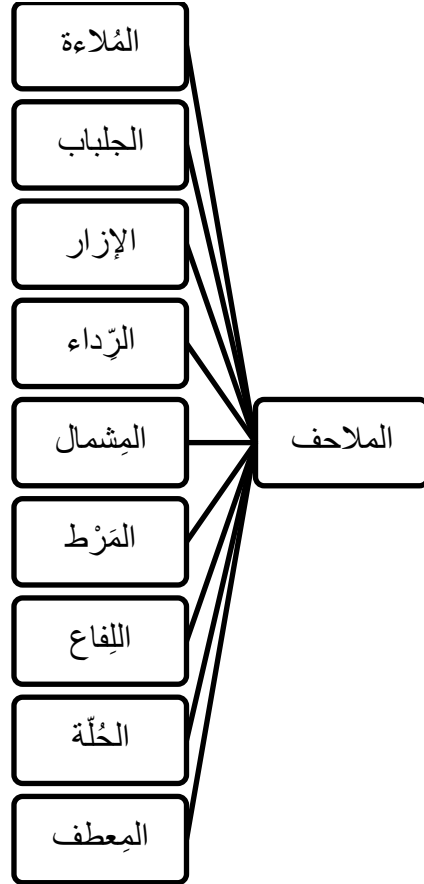 الملاحف
المُلاءة
الجلباب
الإزار
الرِّداء
المِشمال
المَرْط
اللِفاع
الحُلّة
المِعطف